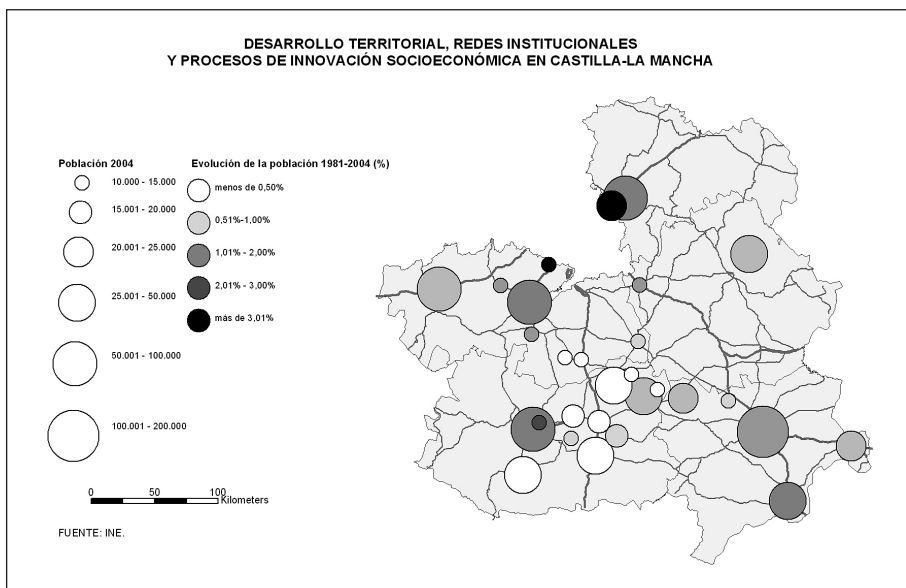 DESARROLLO TERRITORIAL, REDES INSTITUCIONALES
Y PROCESOS DE INNOVACIÓN SOCIOECONÓMICA EN CASTILLA-LA MANCHA
Población 2004
10.000 - 15.000
15.001 - 20.000
20.001 - 25.000
25.001 - 50.000
50.001 - 100.000
100.001 - 200.000
Evolución de la población 1981-2004 (%)
menos de 0,50%
0,51%-1,00%
1,01% - 2,00%
2,01% - 3,00%
más de 3,01%
0 50 100
Kilometers
FUENTE: INE.